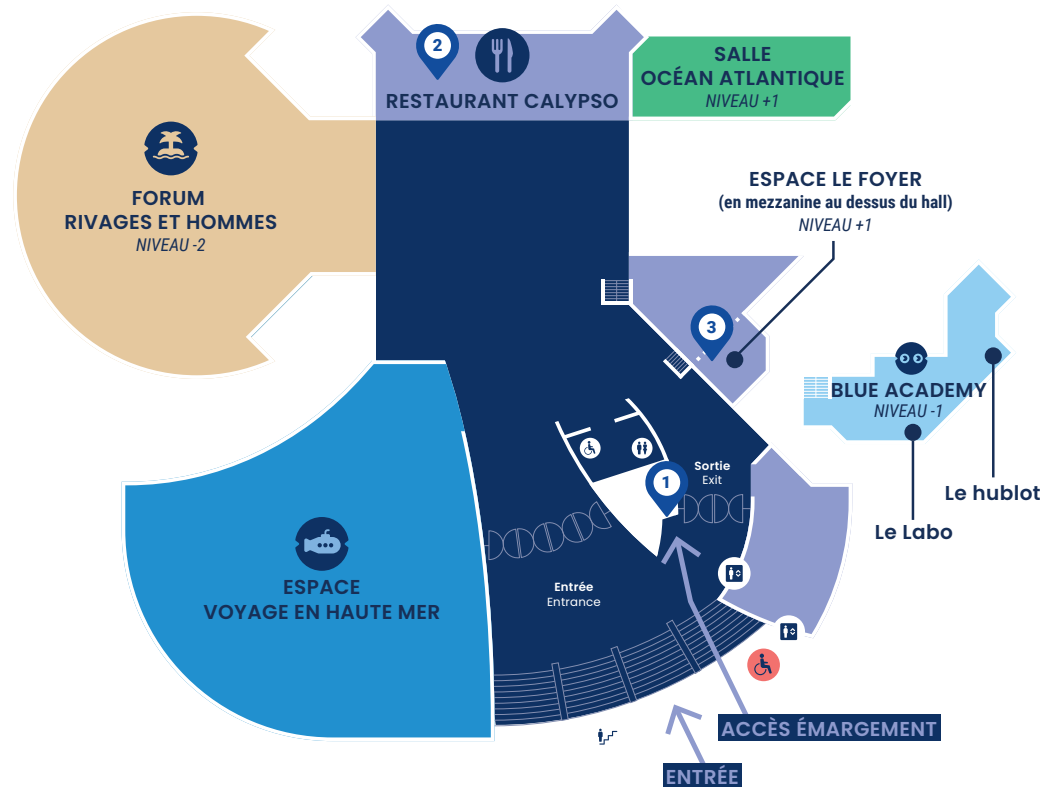 2
RESTAURANT CALYPSO
SALLE
OCÉAN ATLANTIQUE
NIVEAU +1
FORUM
RIVAGES ET HOMMES
NIVEAU -2
ESPACE LE FOYER
(en mezzanine au dessus du hall)
NIVEAU +1
3
BLUE ACADEMY
NIVEAU -1
Le hublot
Le Labo
1
Sortie
Exit
Entrée
Entrance
ESPACE
VOYAGE EN HAUTE MER
ACCÈS ÉMARGEMENT
ENTRÉE